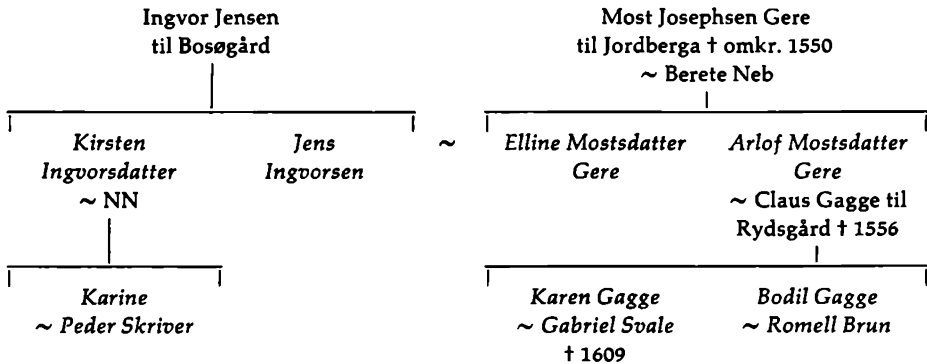 Ingvor Jensen
til Bosøgård
Most Josephsen Gere
til Jordberga † omkr. 1550
~ Berete Neb
Kirsten
Ingvorsdatter
~ NN
Jens
Ingvorsen
~
Elline Mostsdatter
Gere
Arlof Mostsdatter
Gere
~ Claus Gagge til
Rydsgård † 1556
Karine
~ Peder Skriver
Karen Gagge
~ Gabriel Svale
† 1609
Bodil Gagge
~ Romell Brun